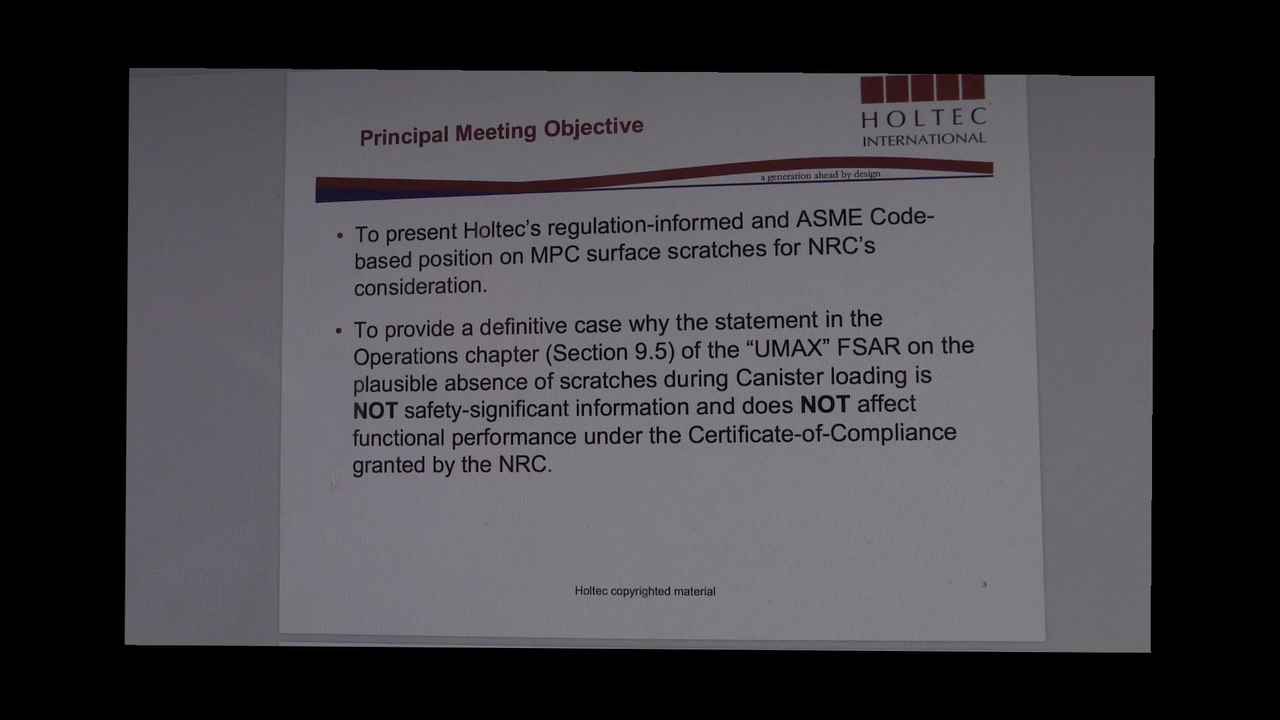 Principal Meeting Objective
HOLTEC
INTERNATIONAL
a generation ahead by design
• To present Holtec's regulation-informed and ASME Code-
based position on MPC surface scratches for NRC's
consideration.
• To provide a definitive case why the statement in the
Operations chapter (Section 9.5) of the “UMAX” FSAR on the
plausible absence of scratches during Canister loading is
NOT safety-significant information and does NOT affect
functional performance under the Certificate-of-Compliance
granted by the NRC.
Holtec copyrighted material
3